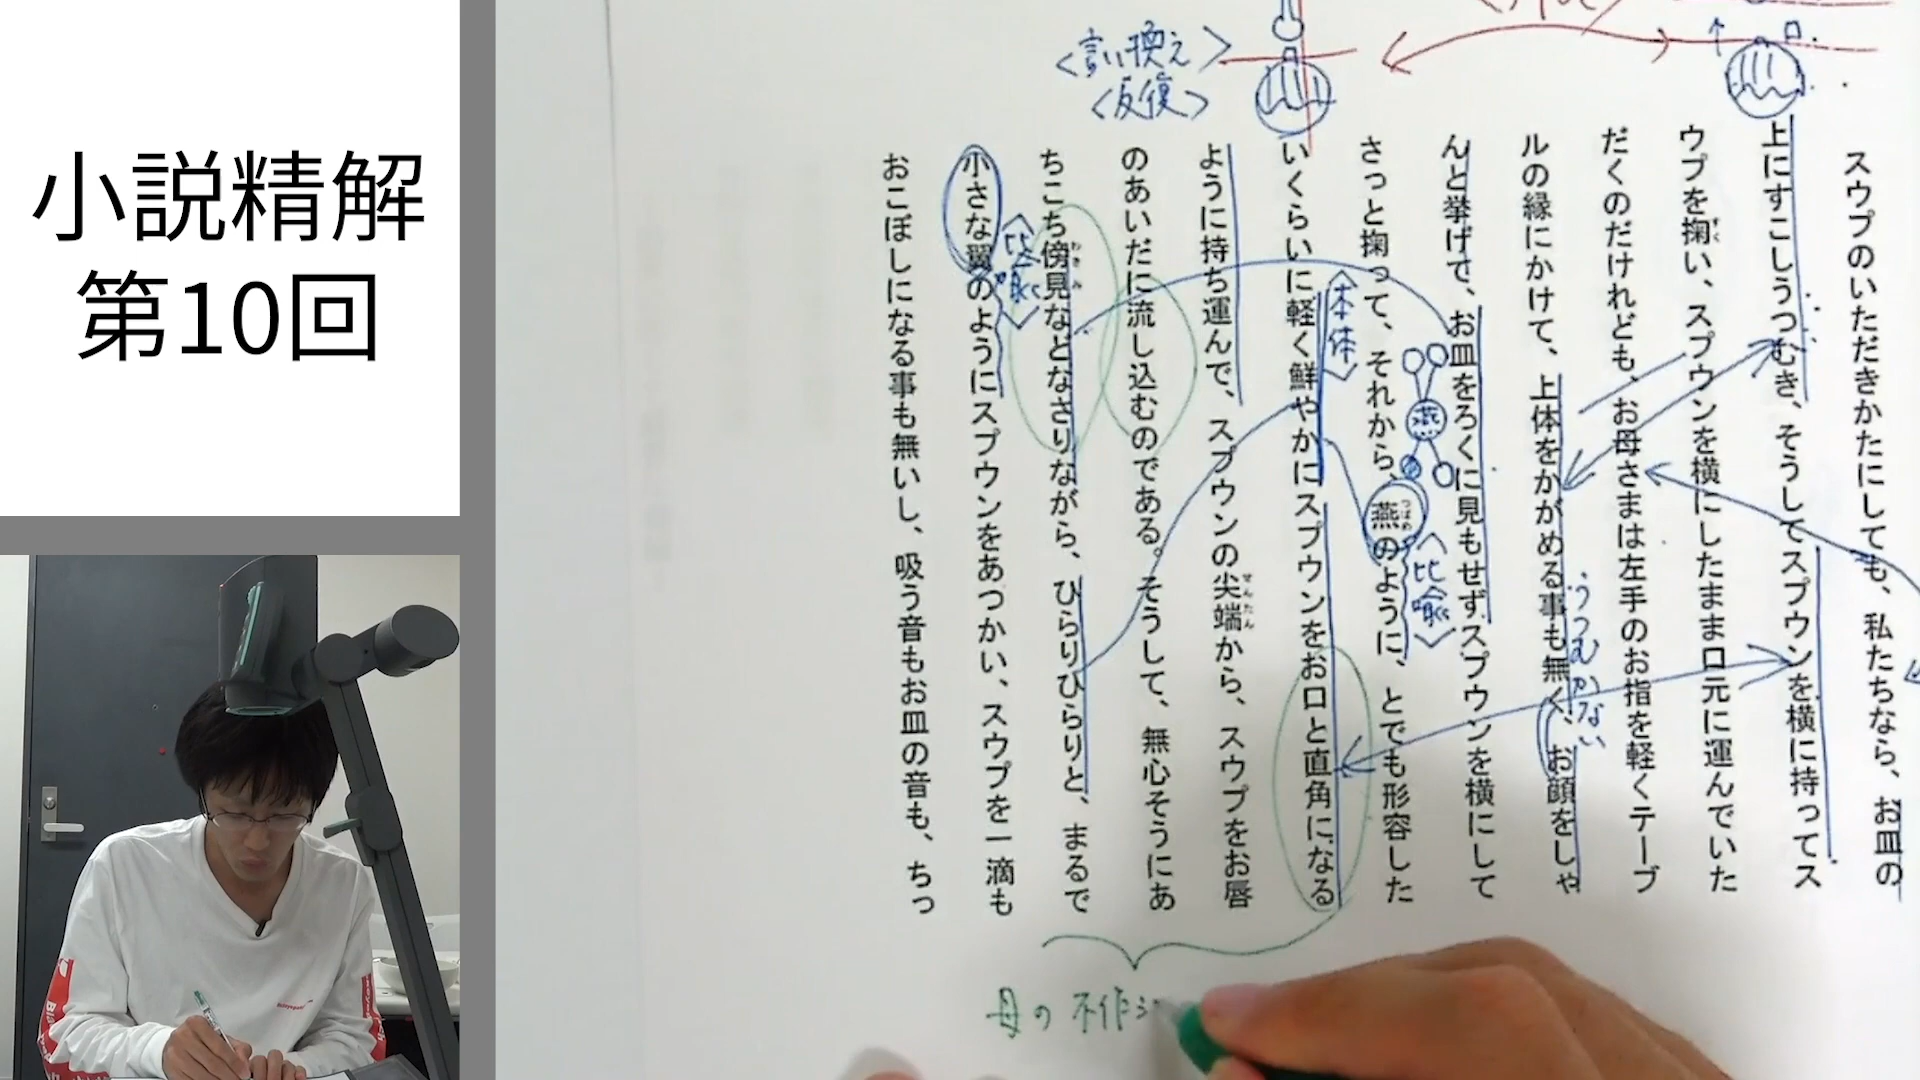 小説精解
第10回
<言い換え>
<反復>
スウプのいただきかたにしても、私たちなら、お皿の
上にすこしうつむき、そうしてスプウンを横に持ってス
ウプを掬い、スプウンを横にしたまま口元に運んでいた
すく
だくのだけれども、お母さまは左手のお指を軽くテーブ
ルの縁にかけて、上体をかがめる事も無く、お顔をしゃ
うつむかない
んと挙げて、お皿をろくに見もせずスプウンを横にして
燕
さっと掬って、それから、燕のように、とでも形容した
つばめ
<比喩>
いくらいに軽く鮮やかにスプウンをお口と直角になる
<本体>
ように持ち運んで、スプウンの尖端から、スウプをお唇
せんたん
のあいだに流し込むのである。そうして、無心そうにあ
ちこち傍見などなさりながら、ひらりひらりと、まるで
わきみ
小さな翼のようにスプウンをあつかい、スウプを一滴も
<比喩>
おこぼしになる事も無いし、吸う音もお皿の音も、ちっ
母の不作